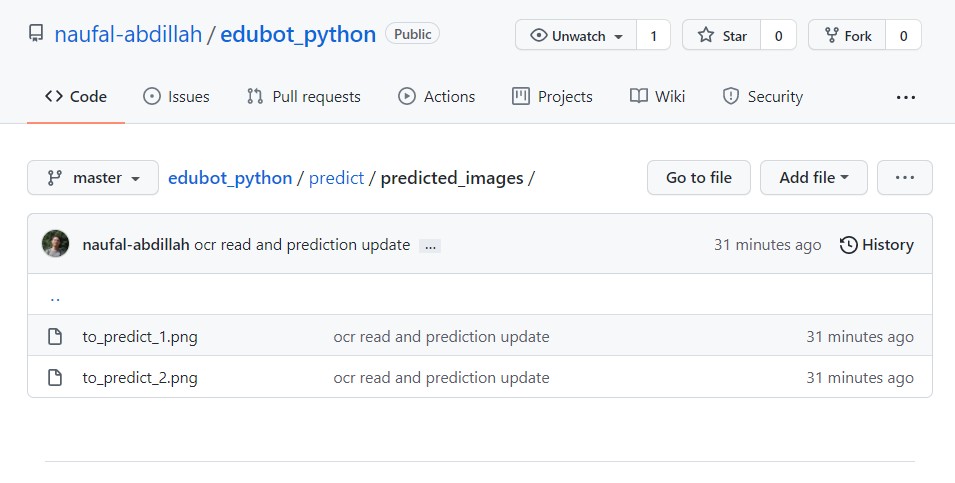 naufal-abdillah / edubot_python Public Unwatch 1 Star 0 Fork 0
Code Issues Pull requests Actions Projects Wiki Security ...
master edubot_python / predict / predicted_images / Go to file Add file ...
naufal-abdillah ocr read and prediction update ... 31 minutes ago History
..
to_predict_1.png ocr read and prediction update 31 minutes ago
to_predict_2.png ocr read and prediction update 31 minutes ago